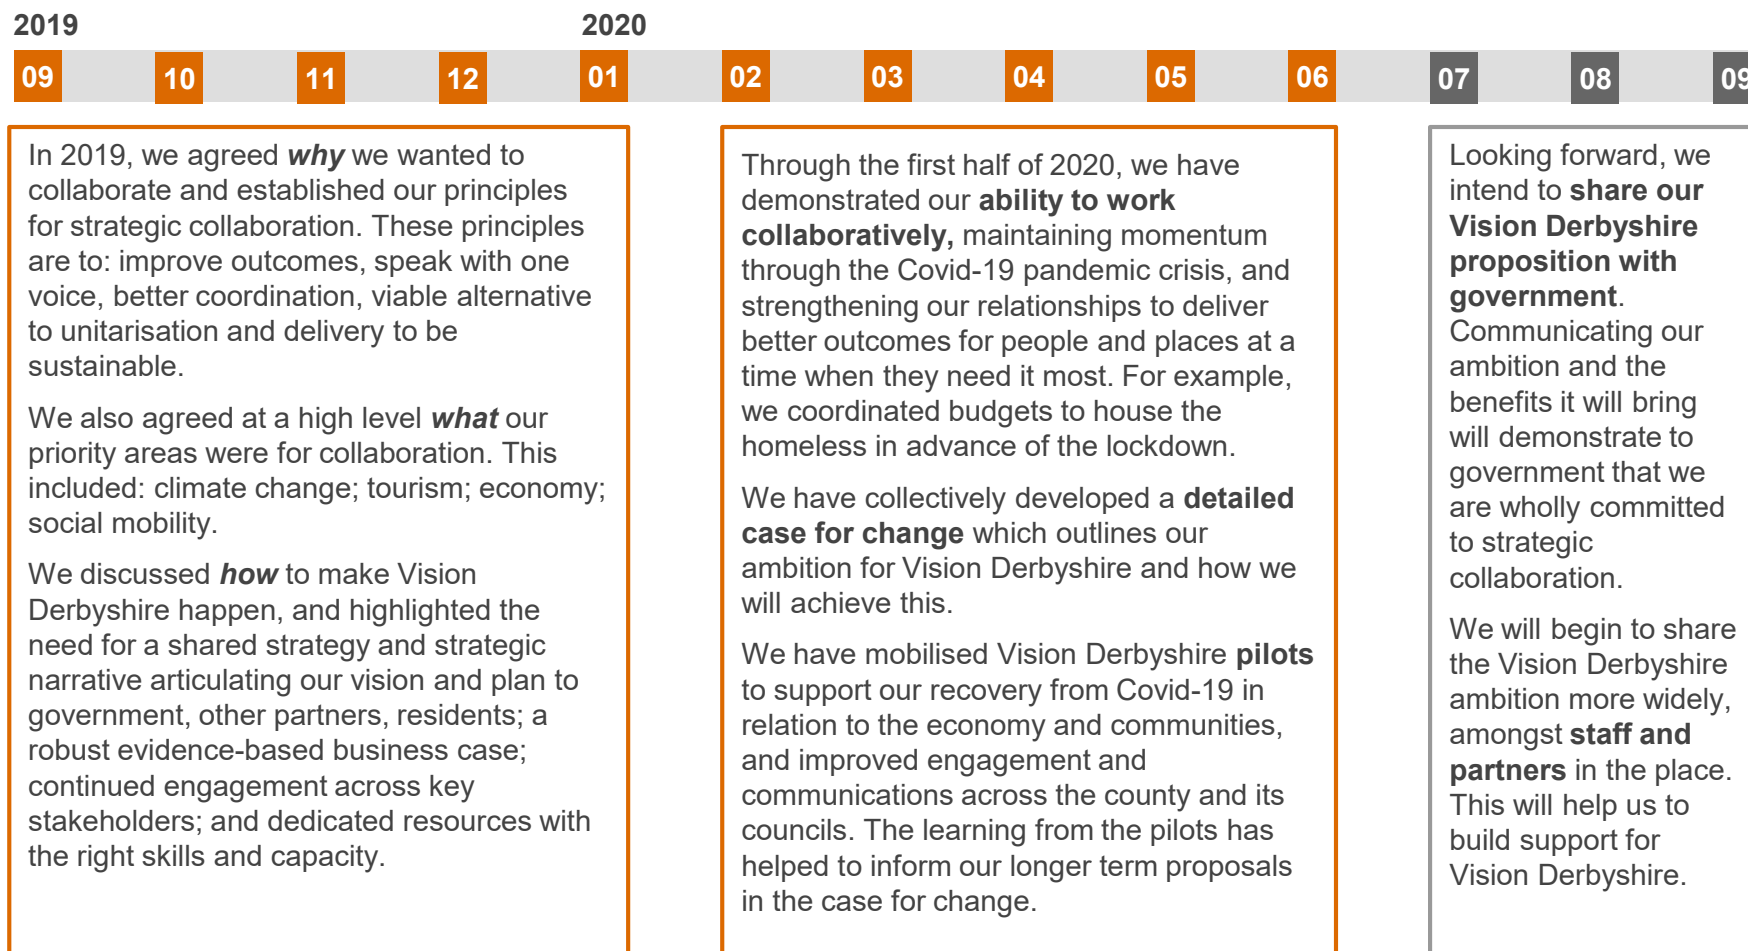 2019 2020
09 10 11 12 01 02 03 04 05 06 07 08 09
In 2019, we agreed why we wanted to
collaborate and established our principles
for strategic collaboration. These principles
are to: improve outcomes, speak with one
voice, better coordination, viable alternative
to unitarisation and delivery to be
sustainable.
We also agreed at a high level what our
priority areas were for collaboration. This
included: climate change; tourism; economy;
social mobility.
We discussed how to make Vision
Derbyshire happen, and highlighted the
need for a shared strategy and strategic
narrative articulating our vision and plan to
government, other partners, residents; a
robust evidence-based business case;
continued engagement across key
stakeholders; and dedicated resources with
the right skills and capacity.
Through the first half of 2020, we have
demonstrated our ability to work
collaboratively, maintaining momentum
through the Covid-19 pandemic crisis, and
strengthening our relationships to deliver
better outcomes for people and places at a
time when they need it most. For example,
we coordinated budgets to house the
homeless in advance of the lockdown.
We have collectively developed a detailed
case for change which outlines our
ambition for Vision Derbyshire and how we
will achieve this.
We have mobilised Vision Derbyshire pilots
to support our recovery from Covid-19 in
relation to the economy and communities,
and improved engagement and
communications across the county and its
councils. The learning from the pilots has
helped to inform our longer term proposals
in the case for change.
Looking forward, we
intend to share our
Vision Derbyshire
proposition with
government.
Communicating our
ambition and the
benefits it will bring
will demonstrate to
government that we
are wholly committed
to strategic
collaboration.
We will begin to share
the Vision Derbyshire
ambition more widely,
amongst staff and
partners in the place.
This will help us to
build support for
Vision Derbyshire.